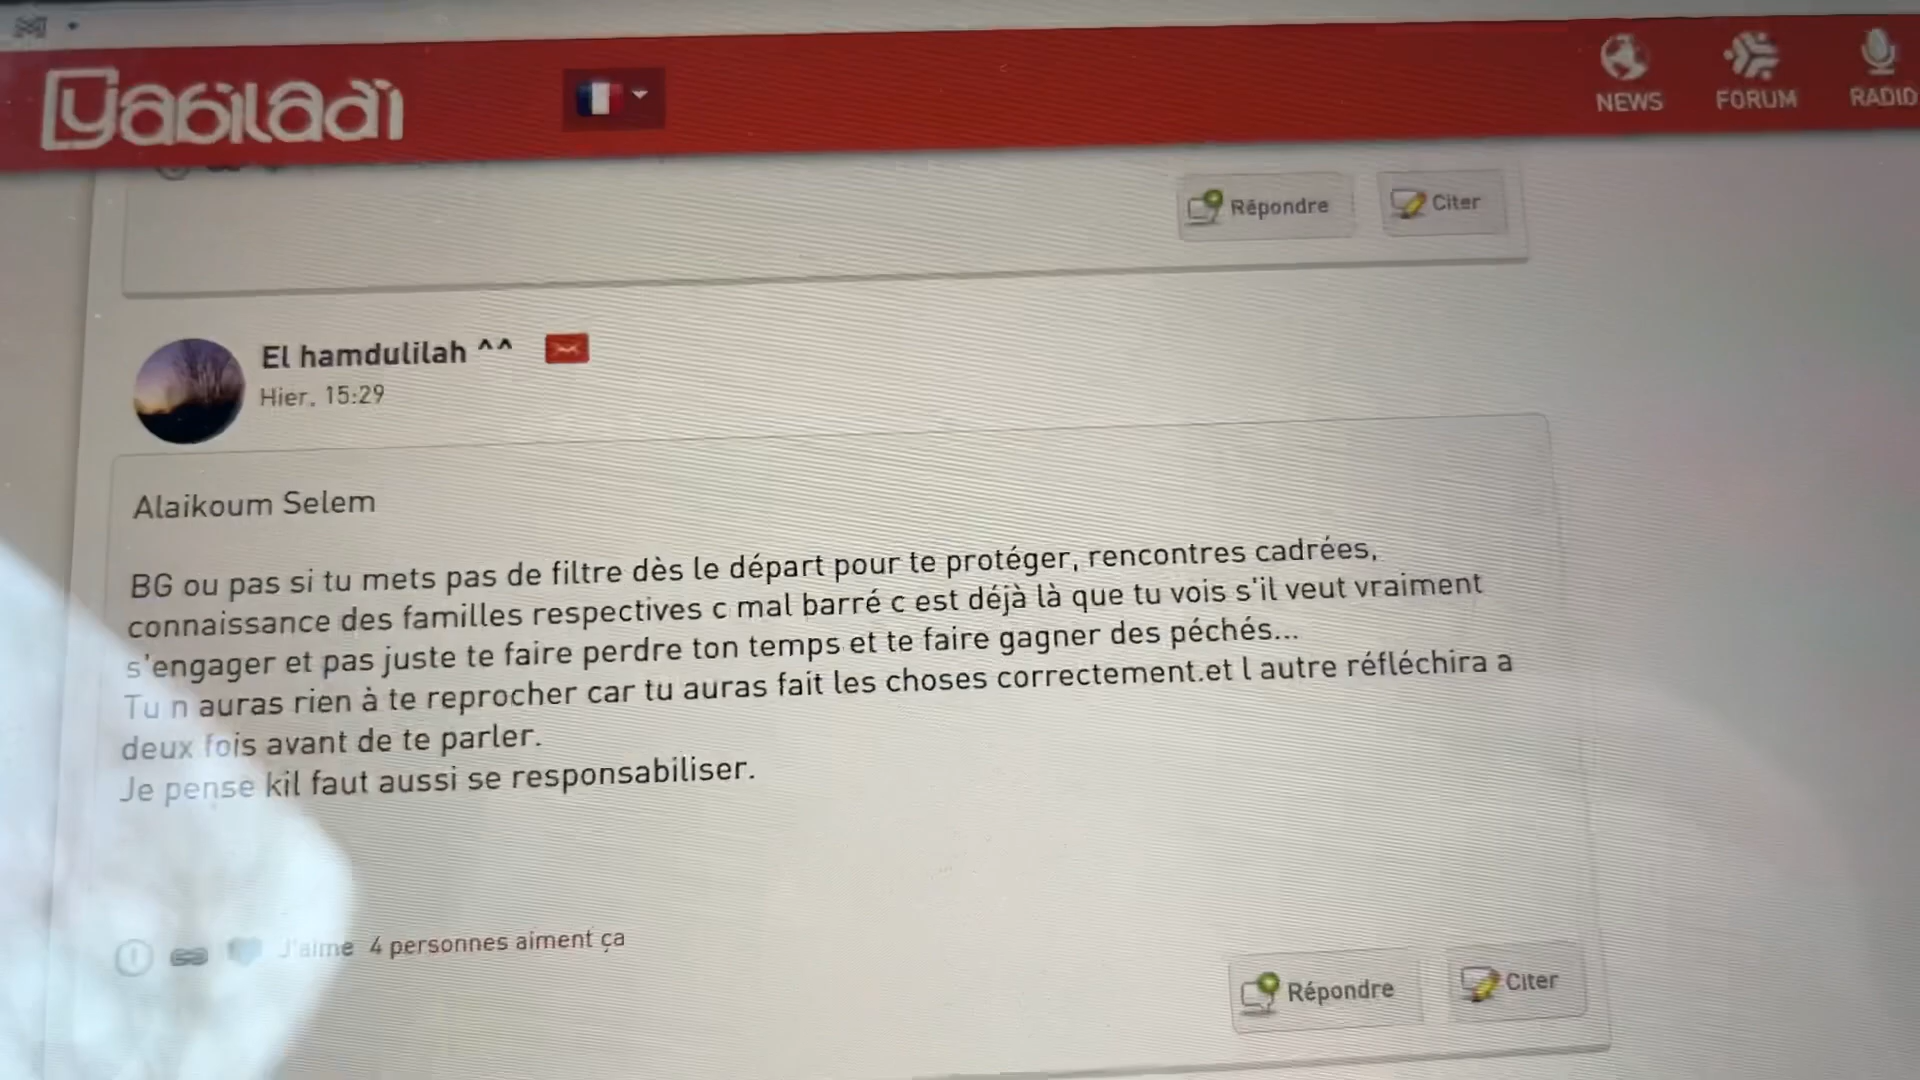 yabiladi
NEWS
FORUM
RADIO
Répondre
Citer
El hamdulilah ^^
Hier, 15:29
Alaikoum Selem
BG ou pas si tu mets pas de filtre dès le départ pour te protéger, rencontres cadrées,
connaissance des familles respectives c mal barré c est déjà là que tu vois s'il veut vraiment
s'engager et pas juste te faire perdre ton temps et te faire gagner des péchés...
Tu n auras rien à te reprocher car tu auras fait les choses correctement.et l autre réfléchira a
deux fois avant de te parler.
Je pense kil faut aussi se responsabiliser.
J'aime 4 personnes aiment ça
Répondre
Citer